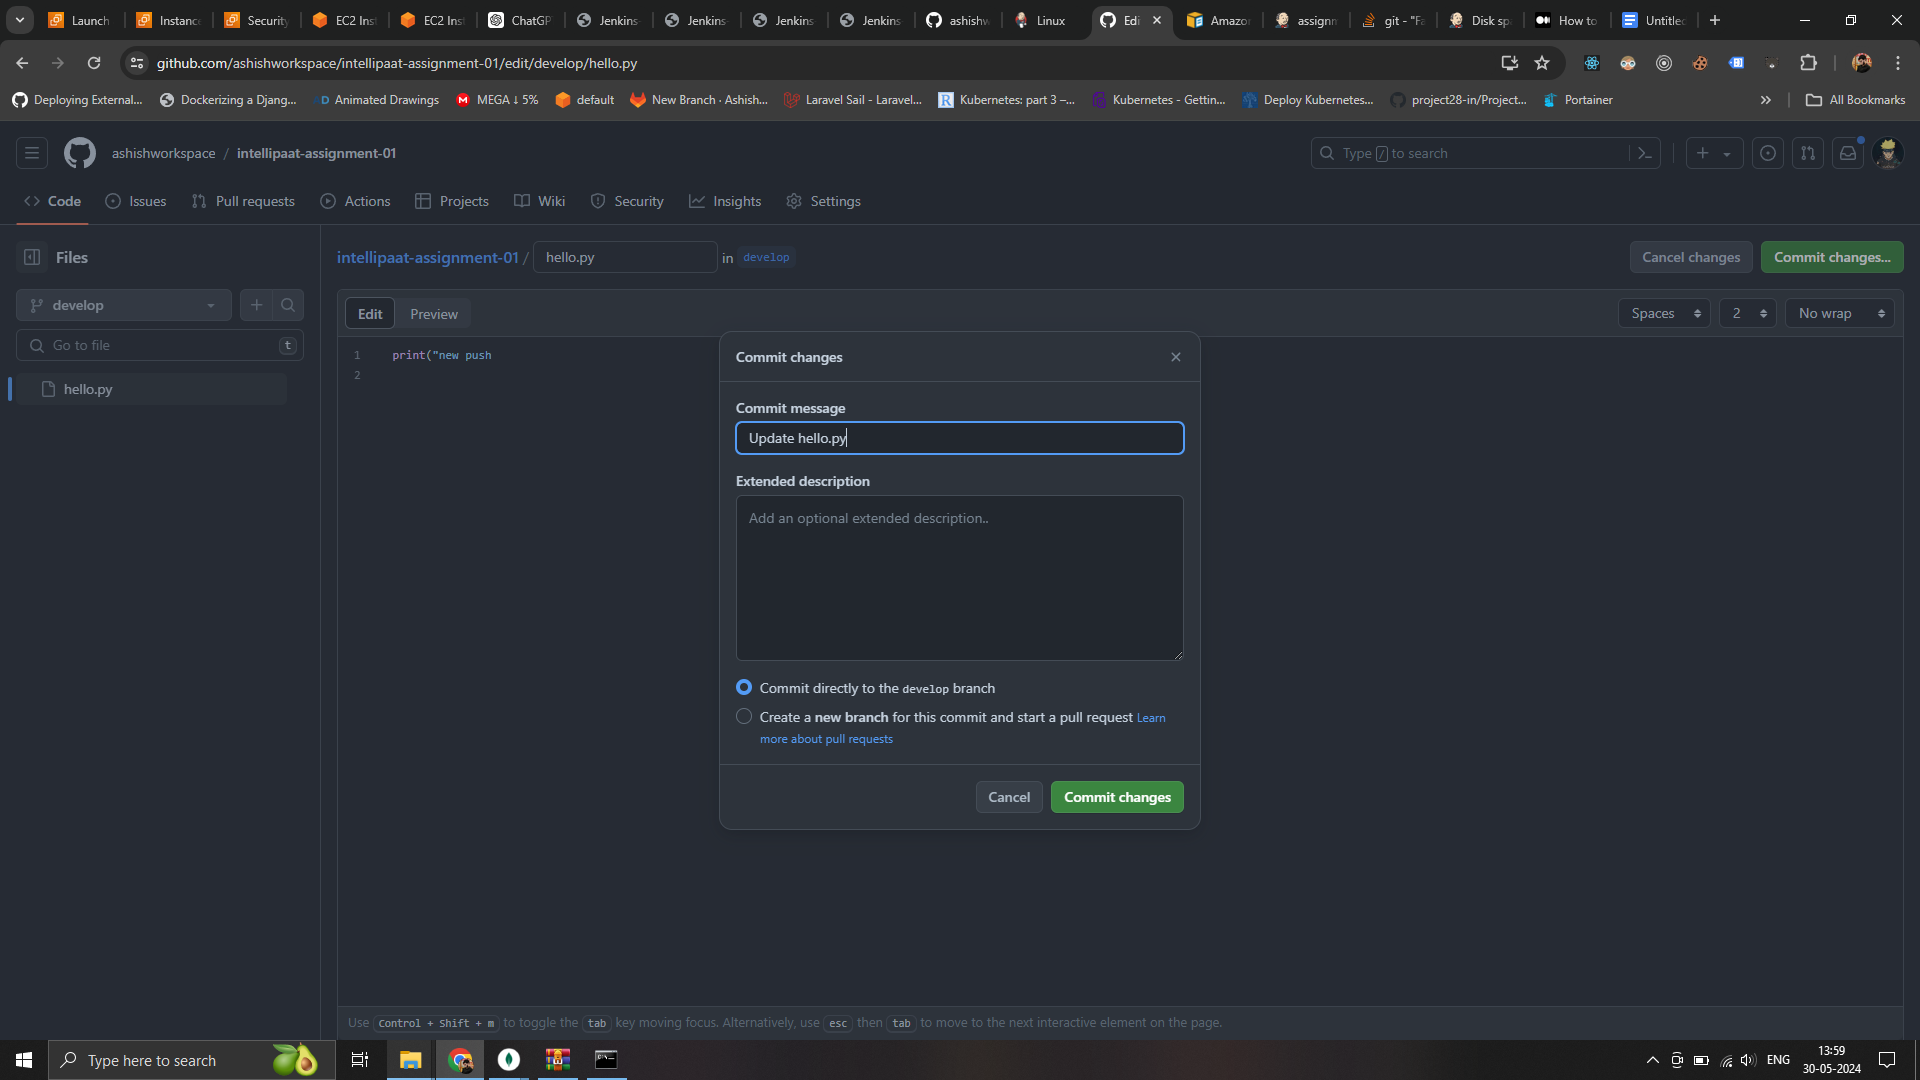 Launch
Instance
Security
EC2 Inst
EC2 Inst
ChatGP
Jenkins-
Jenkins-
Jenkins-
Jenkins
ashishw
Linux
Edi
Amazo
assignm
git - "Fa
Disk sp
How to
Untitled
github.com/ashishworkspace/intellipaat-assignment-01/edit/develop/hello.py
Deploying External...
Dockerizing a Djang...
Animated Drawings
MEGA ↓ 5%
default
New Branch · Ashish...
Laravel Sail - Laravel...
Kubernetes: part 3 –...
Kubernetes - Gettin...
Deploy Kubernetes...
project28-in/Project...
Portainer
All Bookmarks
ashishworkspace / intellipaat-assignment-01
Type / to search
Code
Issues
Pull requests
Actions
Projects
Wiki
Security
Insights
Settings
Files
intellipaat-assignment-01 / hello.py in develop
Cancel changes
Commit changes...
develop
Edit
Preview
Spaces
2
No wrap
Go to file
t
hello.py
1 print("new push
2
Commit changes
Commit message
Update hello.py
Extended description
Add an optional extended description..
Commit directly to the develop branch
Create a new branch for this commit and start a pull request Learn
more about pull requests
Cancel
Commit changes
Use Control + Shift + m to toggle the tab key moving focus. Alternatively, use esc then tab to move to the next interactive element on the page.
Type here to search
ENG
13:59
30-05-2024